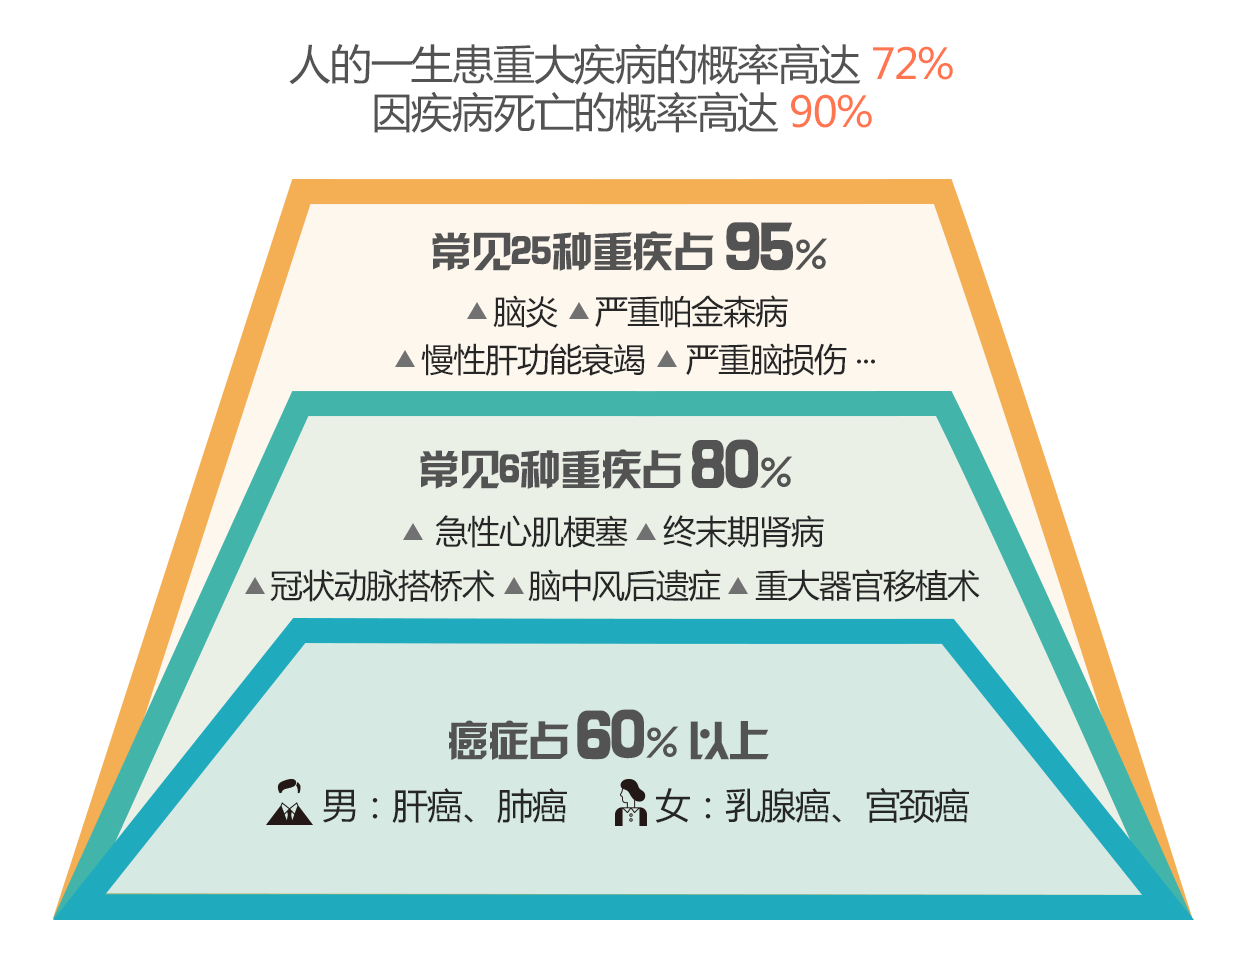 人的一生患重大疾病的概率高达 72%
因疾病死亡的概率高达 90%
常见25种重疾占 95%
▲ 脑炎 ▲ 严重帕金森病
▲ 慢性肝功能衰竭 ▲ 严重脑损伤 ···
常见6种重疾占 80%
▲ 急性心肌梗塞 ▲ 终末期肾病
▲ 冠状动脉搭桥术 ▲ 脑中风后遗症 ▲ 重大器官移植术
癌症占 60% 以上
男：肝癌、肺癌 女：乳腺癌、宫颈癌